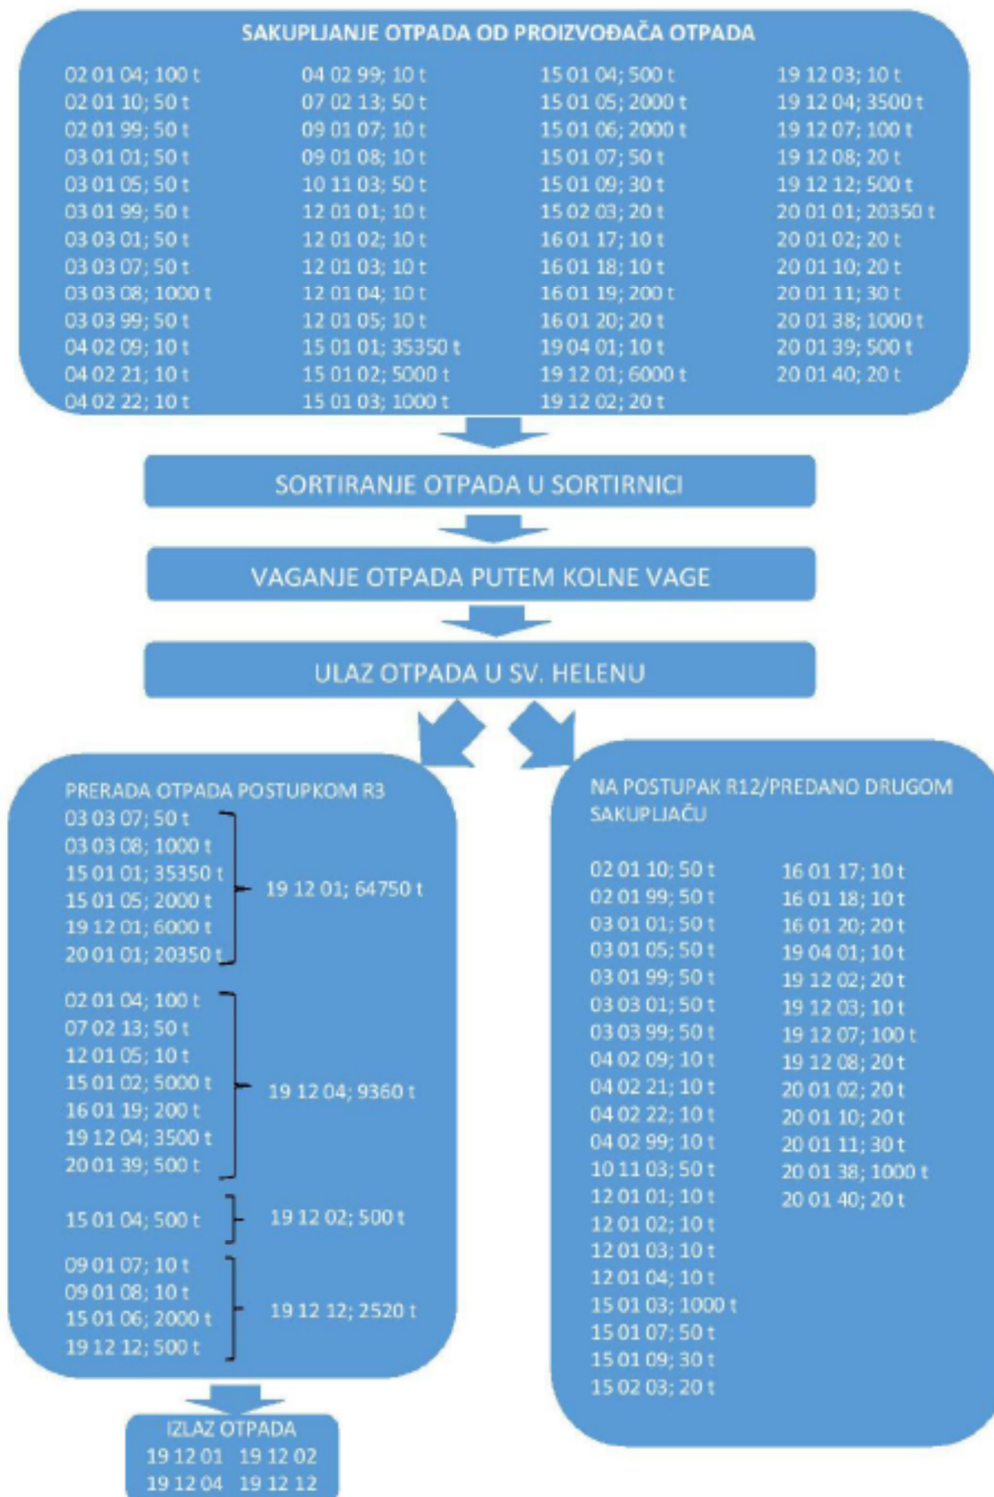 SAKUPLJANJE OTPADA OD PROIZVOĐAČA OTPADA
02 01 04; 100 t
02 01 10; 50 t
02 01 99; 50 t
03 01 01; 50 t
03 01 05; 50 t
03 01 99; 50 t
03 03 01; 50 t
03 03 07; 50 t
03 03 08; 1000 t
03 03 99; 50 t
04 02 09; 10 t
04 02 21; 10 t
04 02 22; 10 t
04 02 99; 10 t
07 02 13; 50 t
09 01 07; 10 t
09 01 08; 10 t
10 11 03; 50 t
12 01 01; 10 t
12 01 02; 10 t
12 01 03; 10 t
12 01 04; 10 t
12 01 05; 10 t
15 01 01; 35350 t
15 01 02; 5000 t
15 01 03; 1000 t
15 01 04; 500 t
15 01 05; 2000 t
15 01 06; 2000 t
15 01 07; 50 t
15 01 09; 30 t
15 02 03; 20 t
16 01 17; 10 t
16 01 18; 10 t
16 01 19; 200 t
16 01 20; 20 t
19 04 01; 10 t
19 12 01; 6000 t
19 12 02; 20 t
19 12 03; 10 t
19 12 04; 3500 t
19 12 07; 100 t
19 12 08; 20 t
19 12 12; 500 t
20 01 01; 20350 t
20 01 02; 20 t
20 01 10; 20 t
20 01 11; 30 t
20 01 38; 1000 t
20 01 39; 500 t
20 01 40; 20 t
SORTIRANJE OTPADA U SORTIRNICI
VAGANJE OTPADA PUTEM KOLNE VAGE
ULAZ OTPADA U SV. HELENU
PRERADA OTPADA POSTUPKOM R3
03 03 07; 50 t
03 03 08; 1000 t
15 01 01; 35350 t
15 01 05; 2000 t
19 12 01; 6000 t
20 01 01; 20350 t
19 12 01; 64750 t
02 01 04; 100 t
07 02 13; 50 t
12 01 05; 10 t
15 01 02; 5000 t
16 01 19; 200 t
19 12 04; 3500 t
20 01 39; 500 t
19 12 04; 9360 t
15 01 04; 500 t
19 12 02; 500 t
09 01 07; 10 t
09 01 08; 10 t
15 01 06; 2000 t
19 12 12; 500 t
19 12 12; 2520 t
IZLAZ OTPADA
19 12 01 19 12 02
19 12 04 19 12 12
NA POSTUPAK R12/PREDANO DRUGOM
SAKUPLJAČU
02 01 10; 50 t
02 01 99; 50 t
03 01 01; 50 t
03 01 05; 50 t
03 01 99; 50 t
03 03 01; 50 t
03 03 99; 50 t
04 02 09; 10 t
04 02 21; 10 t
04 02 22; 10 t
04 02 99; 10 t
10 11 03; 50 t
12 01 01; 10 t
12 01 02; 10 t
12 01 03; 10 t
12 01 04; 10 t
15 01 03; 1000 t
15 01 07; 50 t
15 01 09; 30 t
15 02 03; 20 t
16 01 17; 10 t
16 01 18; 10 t
16 01 20; 20 t
19 04 01; 10 t
19 12 02; 20 t
19 12 03; 10 t
19 12 07; 100 t
19 12 08; 20 t
20 01 02; 20 t
20 01 10; 20 t
20 01 11; 30 t
20 01 38; 1000 t
20 01 40; 20 t